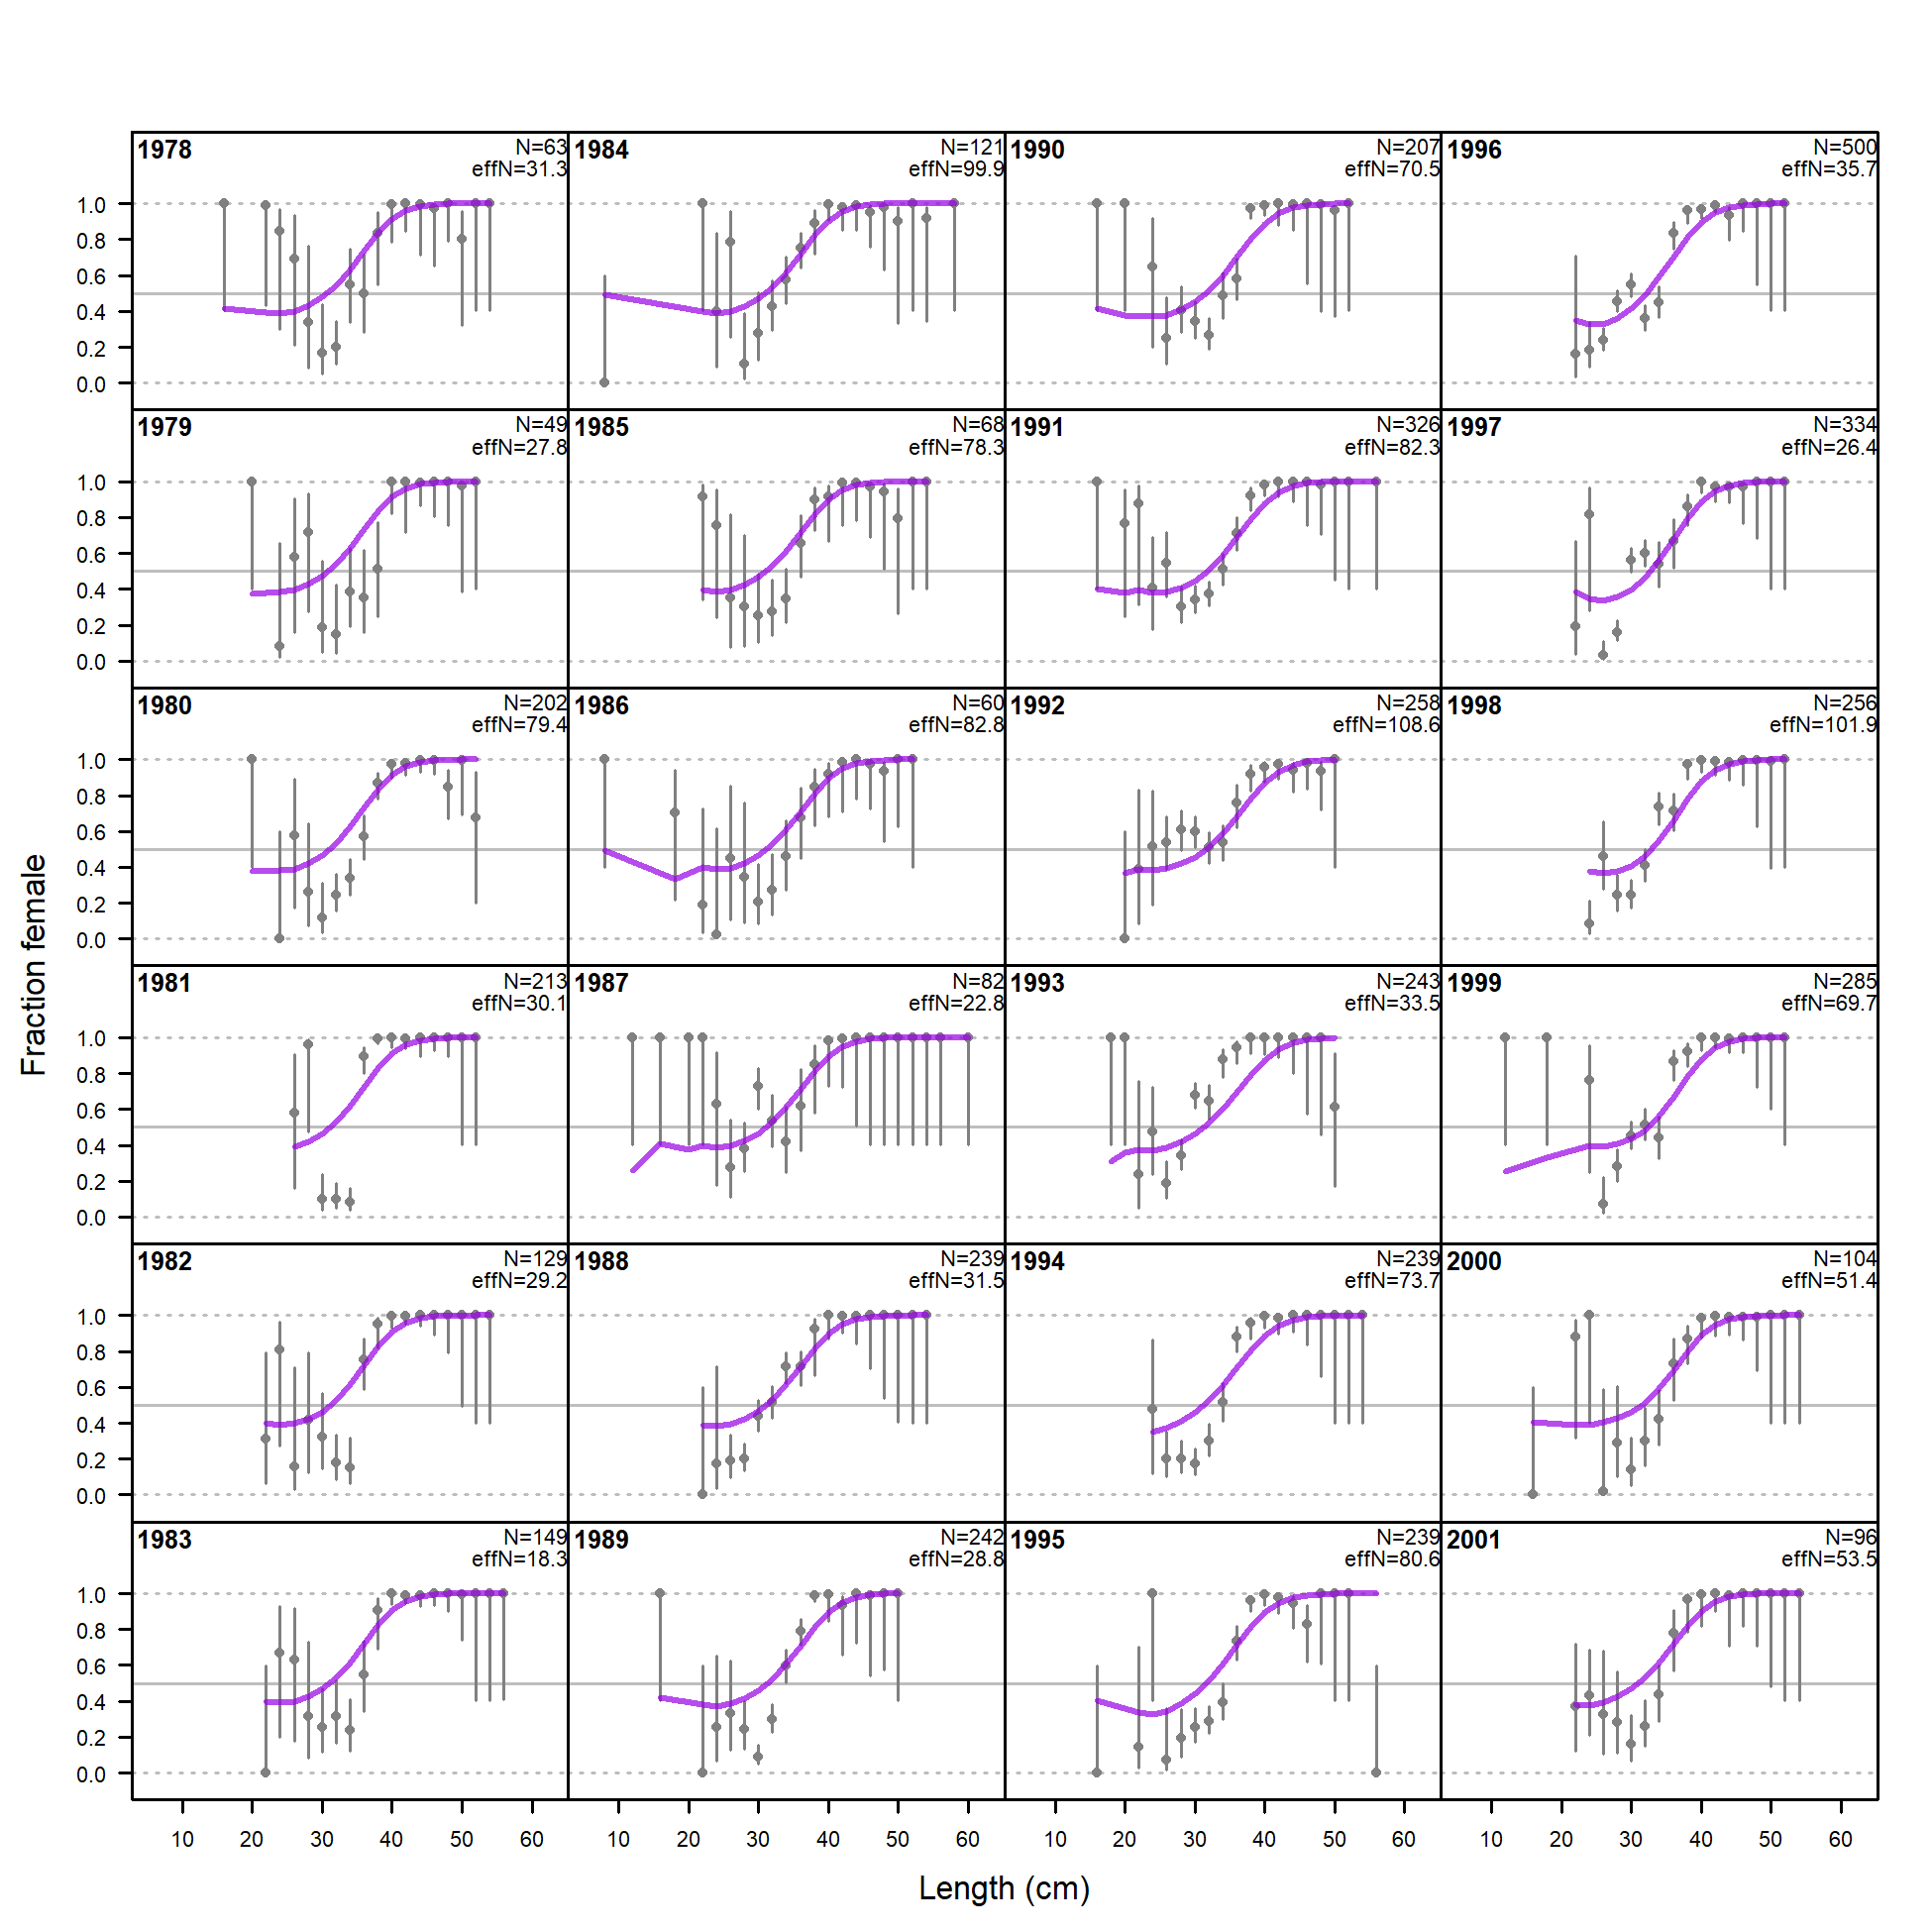 1978
N=63
effN=31.3
1984
N=121
effN=99.9
1990
N=207
effN=70.5
1996
N=500
effN=35.7
1.0
0.8
0.6
0.4
0.2
0.0
1979
N=49
effN=27.8
1985
N=68
effN=78.3
1991
N=326
effN=82.3
1997
N=334
effN=26.4
1.0
0.8
0.6
0.4
0.2
0.0
1980
N=202
effN=79.4
1986
N=60
effN=82.8
1992
N=258
effN=108.6
1998
N=256
effN=101.9
1.0
0.8
0.6
0.4
0.2
0.0
1981
N=213
effN=30.1
1987
N=82
effN=22.8
1993
N=243
effN=33.5
1999
N=285
effN=69.7
1.0
0.8
0.6
0.4
0.2
0.0
1982
N=129
effN=29.2
1988
N=239
effN=31.5
1994
N=239
effN=73.7
2000
N=104
effN=51.4
1.0
0.8
0.6
0.4
0.2
0.0
1983
N=149
effN=18.3
1989
N=242
effN=28.8
1995
N=239
effN=80.6
2001
N=96
effN=53.5
1.0
0.8
0.6
0.4
0.2
0.0
10 20 30 40 50 60 10 20 30 40 50 60 10 20 30 40 50 60 10 20 30 40 50 60
Length (cm)
Fraction female